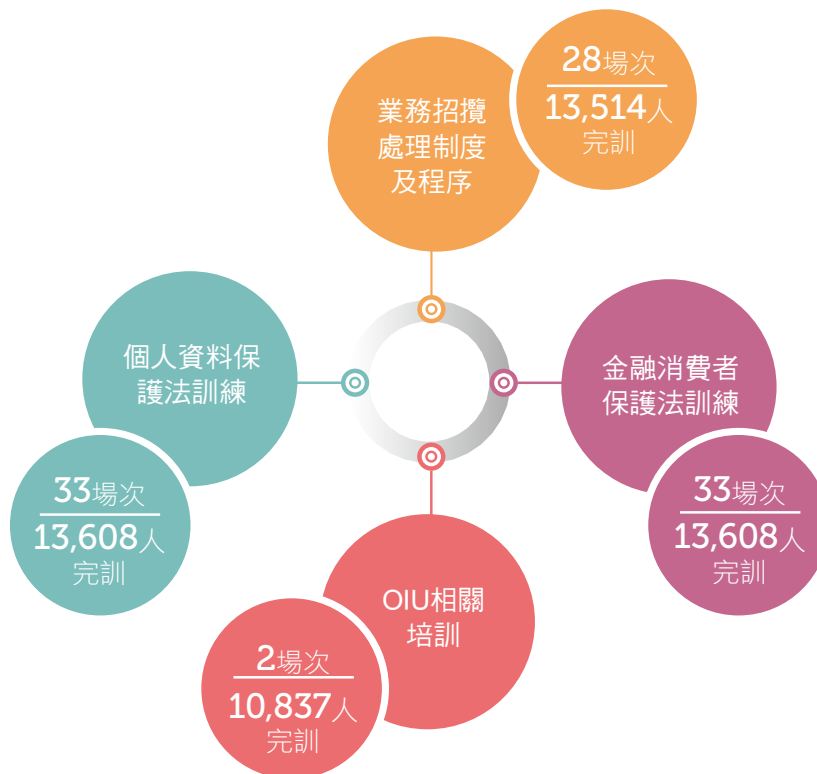 業務招攬
處理制度
及程序
28場次
13,514人
完訓
個人資料保
護法訓練
33場次
13,608人
完訓
金融消費者
保護法訓練
33場次
13,608人
完訓
OIU相關
培訓
2場次
10,837人
完訓